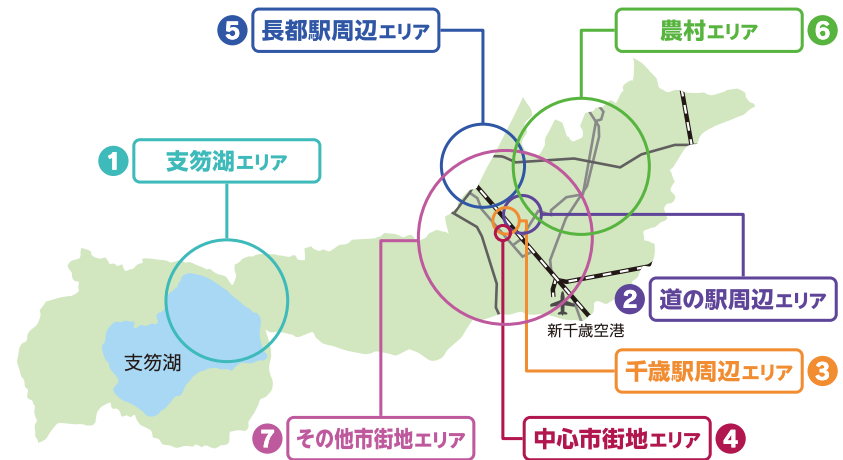 5 長都駅周辺エリア
農村エリア 6
1 支笏湖エリア
2 道の駅周辺エリア
新千歳空港
支笏湖
千歳駅周辺エリア 3
7 その他市街地エリア
中心市街地エリア 4